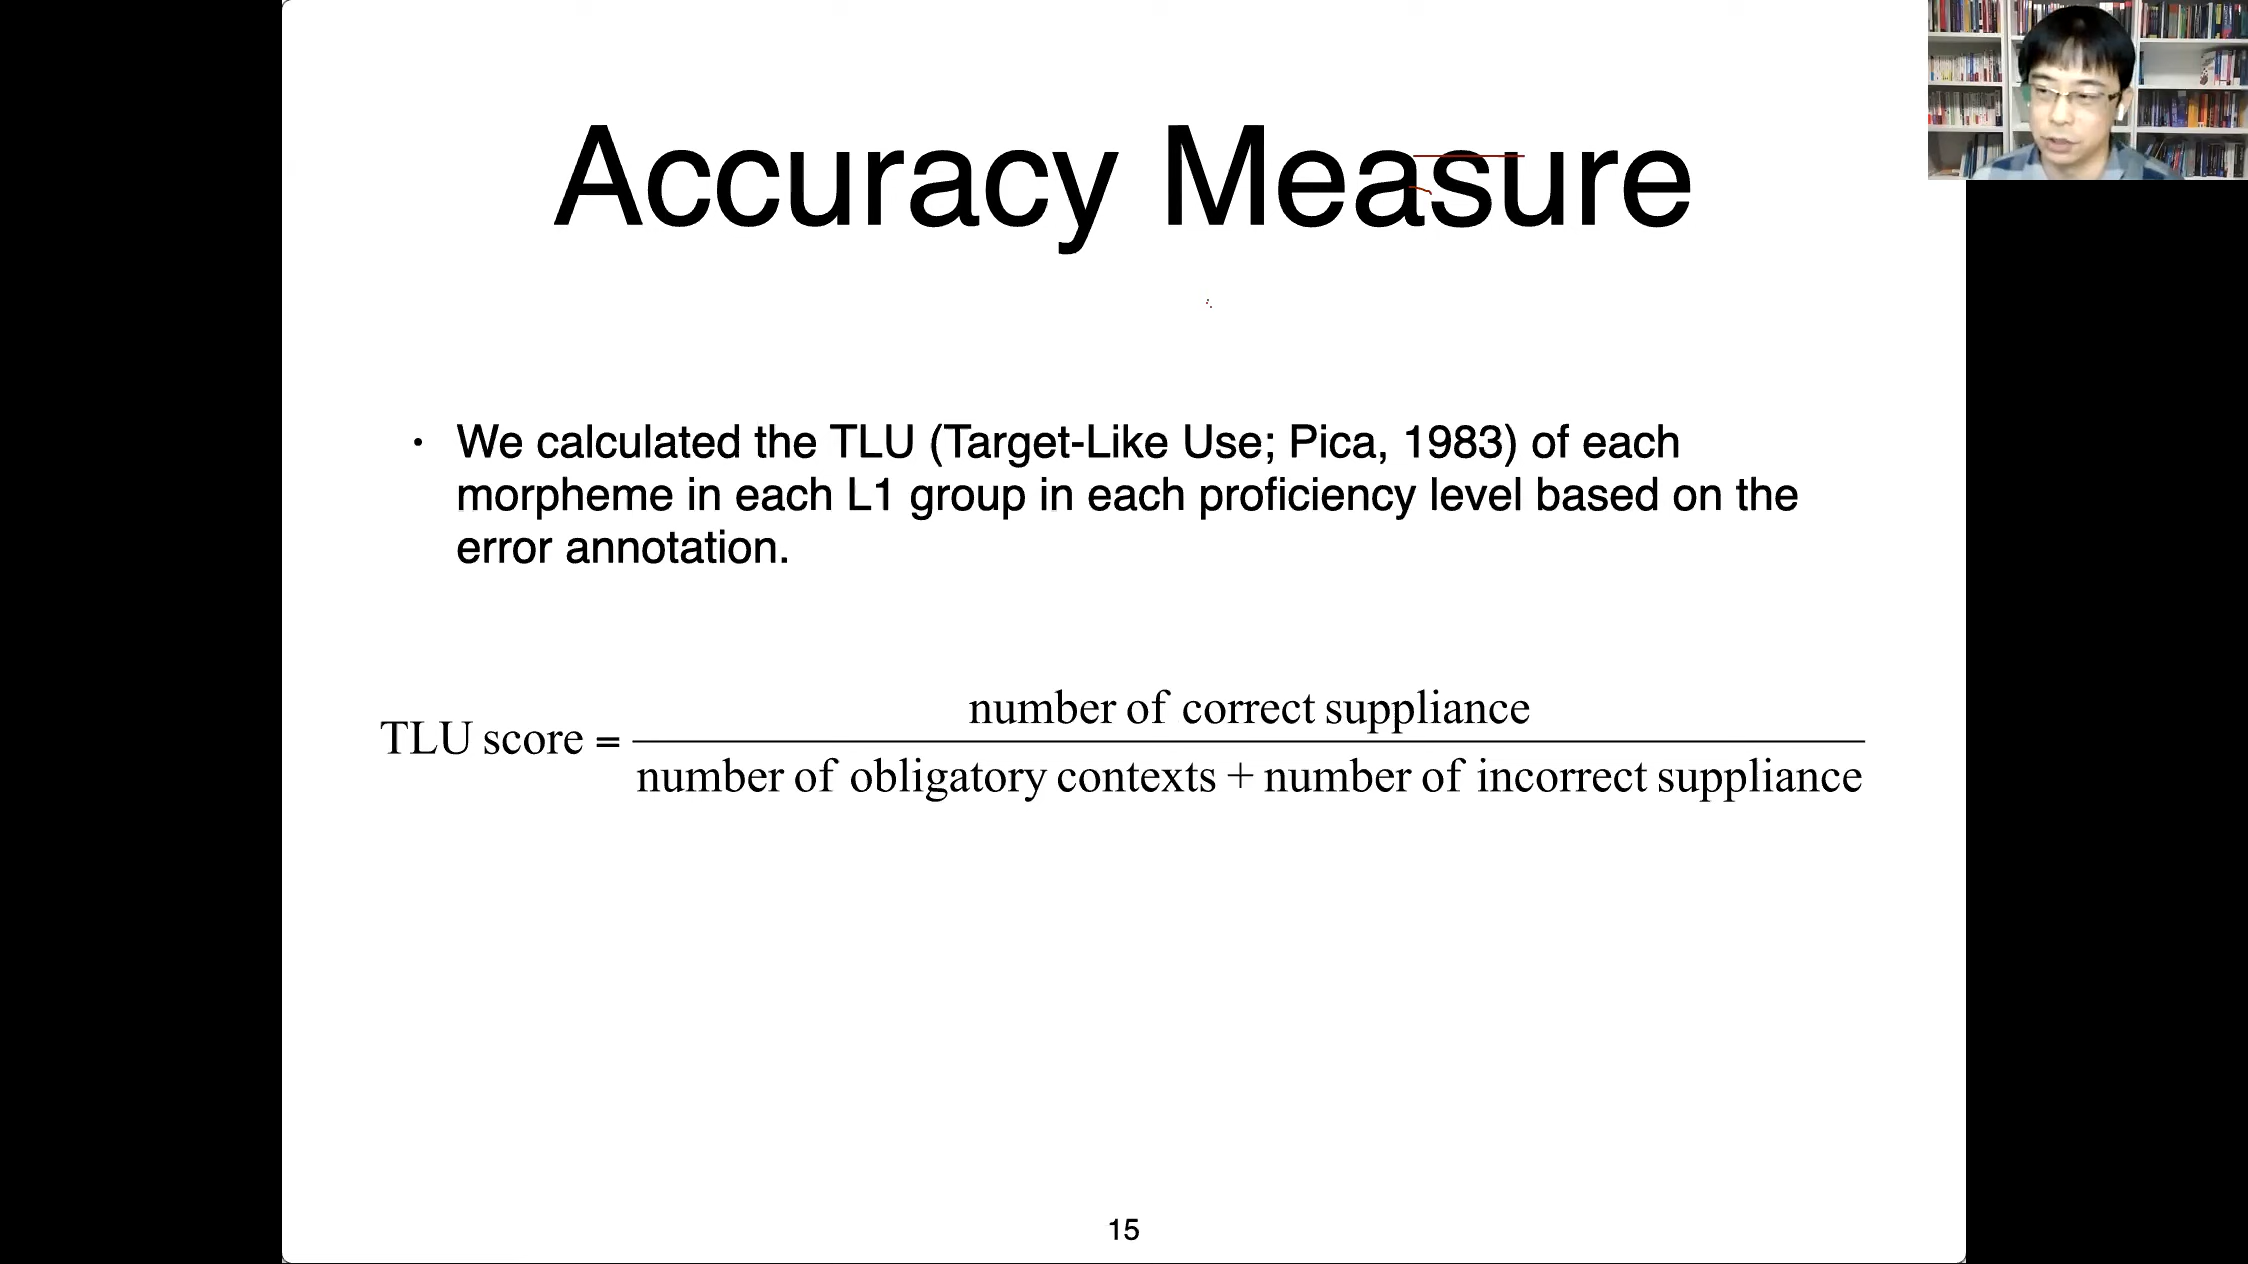 Accuracy Measure
• We calculated the TLU (Target-Like Use; Pica, 1983) of each
morpheme in each L1 group in each proficiency level based on the
error annotation.
number of correct suppliance
TLU score =
number of obligatory contexts + number of incorrect suppliance
15